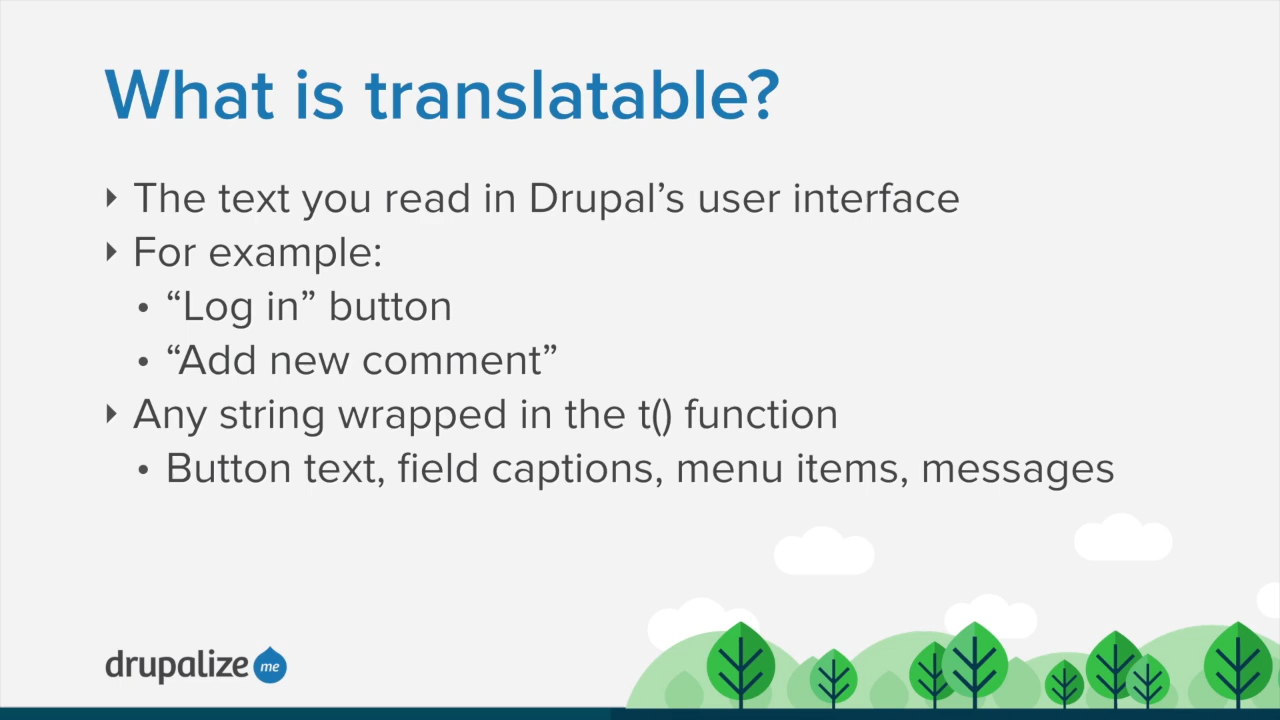 What is translatable?
‣ The text you read in Drupal’s user interface
‣ For example:
• “Log in” button
• “Add new comment”
‣ Any string wrapped in the t() function
• Button text, field captions, menu items, messages
drupalize me